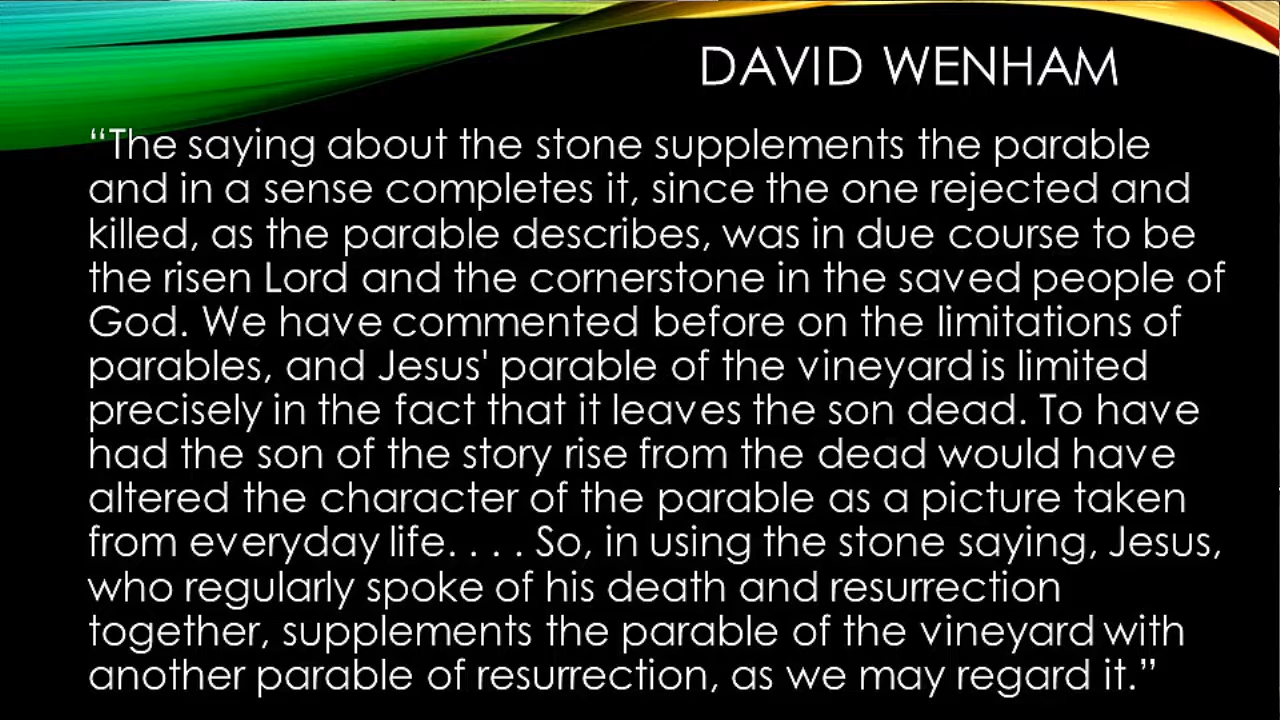 DAVID WENHAM
“The saying about the stone supplements the parable
and in a sense completes it, since the one rejected and
killed, as the parable describes, was in due course to be
the risen Lord and the cornerstone in the saved people of
God. We have commented before on the limitations of
parables, and Jesus' parable of the vineyard is limited
precisely in the fact that it leaves the son dead. To have
had the son of the story rise from the dead would have
altered the character of the parable as a picture taken
from everyday life. . . . So, in using the stone saying, Jesus,
who regularly spoke of his death and resurrection
together, supplements the parable of the vineyard with
another parable of resurrection, as we may regard it.”